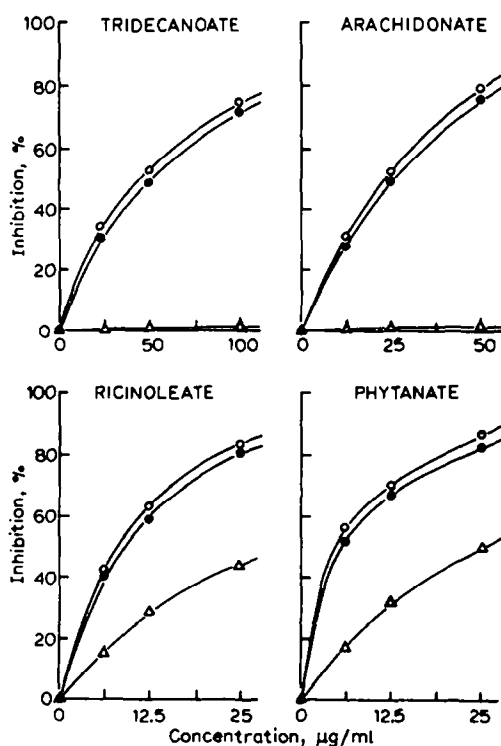 TRIDECANOATE
ARACHIDONATE
Inhibition, %
100
80
60
40
20
0
0 50 100
0 25 50
RICINOLEATE
PHYTANATE
Inhibition, %
100
80
60
40
20
0
0 12.5 25
0 12.5 25
Concentration, µg/ml